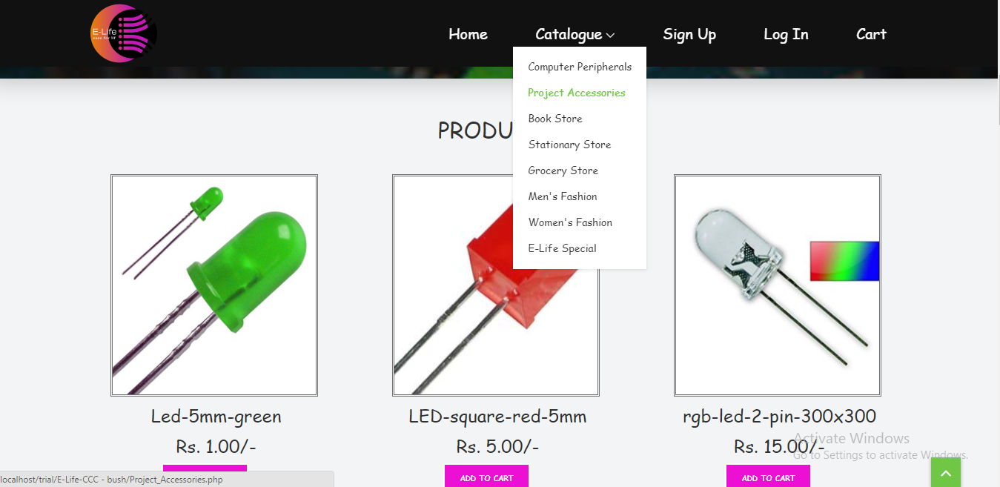 E-Life
Home Catalogue Sign Up Log In Cart
Computer Peripherals
Project Accessories
Book Store
Stationary Store
Grocery Store
Men's Fashion
Women's Fashion
E-Life Special
PRODU
Led-5mm-green LED-square-red-5mm rgb-led-2-pin-300x300
Rs. 1.00/- Rs. 5.00/- Rs. 15.00/-
Activate Windows
Go to Settings to activate Windows.
ADD TO CART ADD TO CART
localhost/trial/E-Life-CCC - bush/Project_Accessories.php